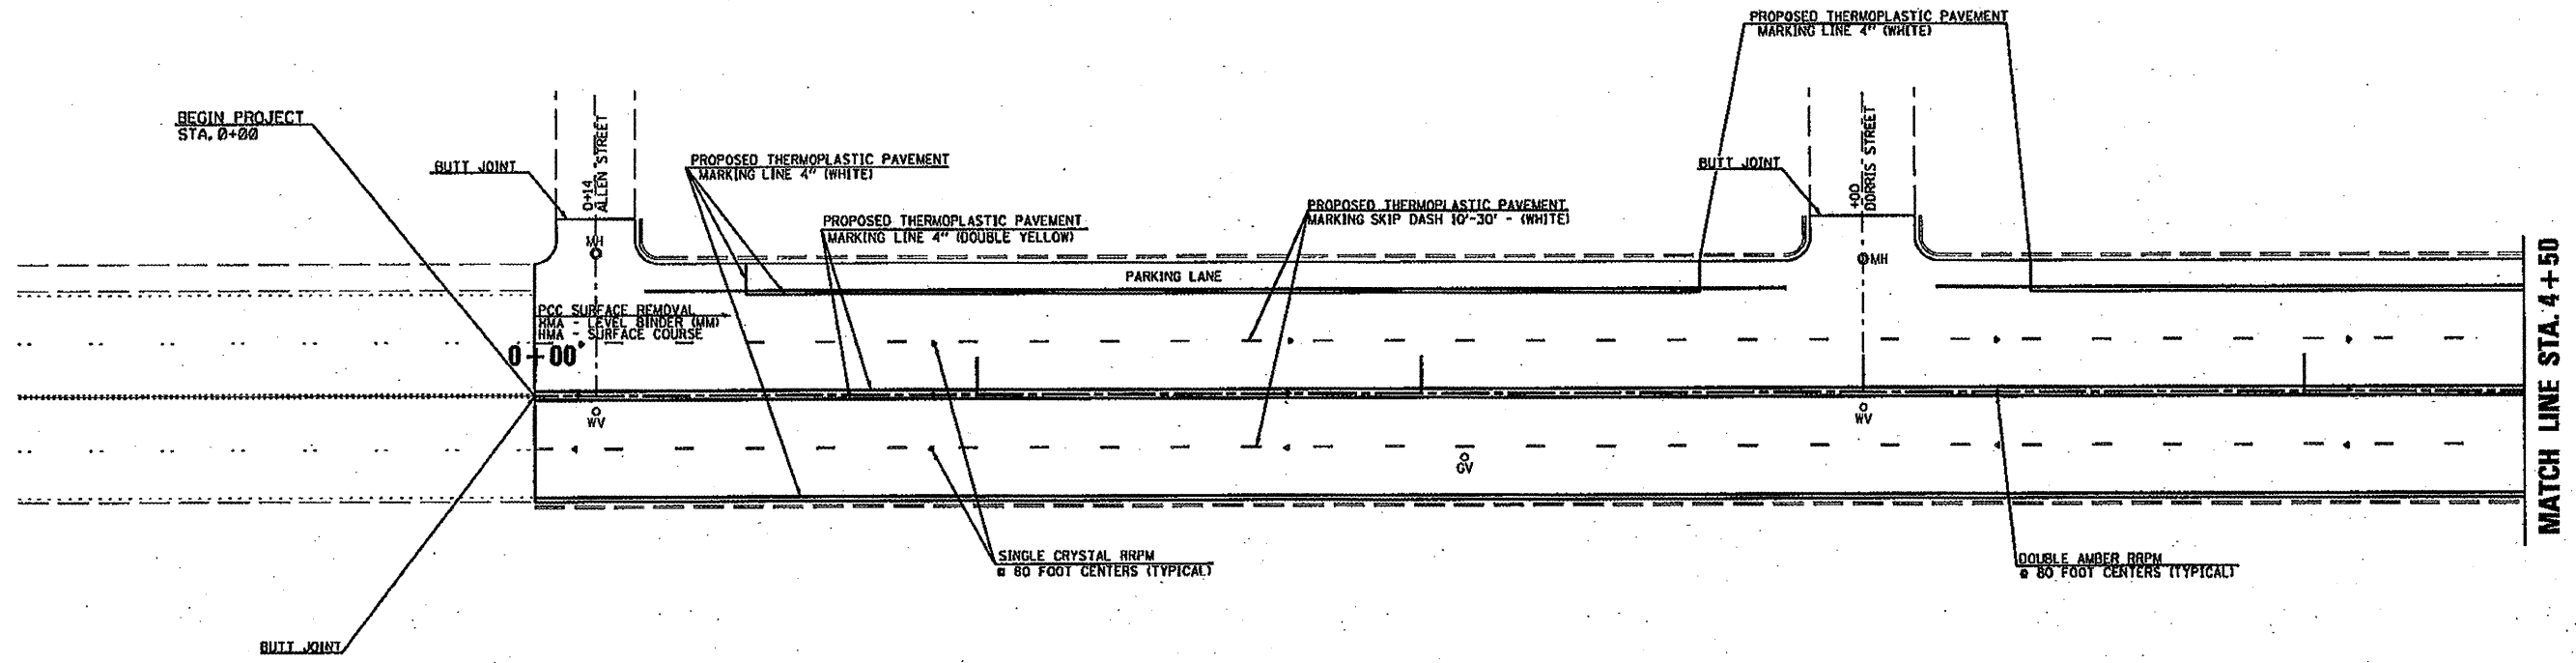 PROPOSED THERMOPLASTIC PAVEMENT
MARKING LINE 4" (WHITE)
BEGIN PROJECT
STA. 0+00
BUTT JOINT
0+14
ALLEN STREET
PROPOSED THERMOPLASTIC PAVEMENT
MARKING LINE 4" (WHITE)
PROPOSED THERMOPLASTIC PAVEMENT
MARKING LINE 4" (DOUBLE YELLOW)
PROPOSED THERMOPLASTIC PAVEMENT
MARKING SKIP DASH 10'-30' - (WHITE)
BUTT JOINT
+00
DORRIS STREET
MH
MH
PARKING LANE
PCC SURFACE REMOVAL
HMA - LEVEL BINDER (MM)
HMA - SURFACE COURSE
0+00
WV
WV
GV
MATCH LINE STA. 4+50
SINGLE CRYSTAL RRPM
@ 80 FOOT CENTERS (TYPICAL)
DOUBLE AMBER RRPM
@ 80 FOOT CENTERS (TYPICAL)
BUTT JOINT